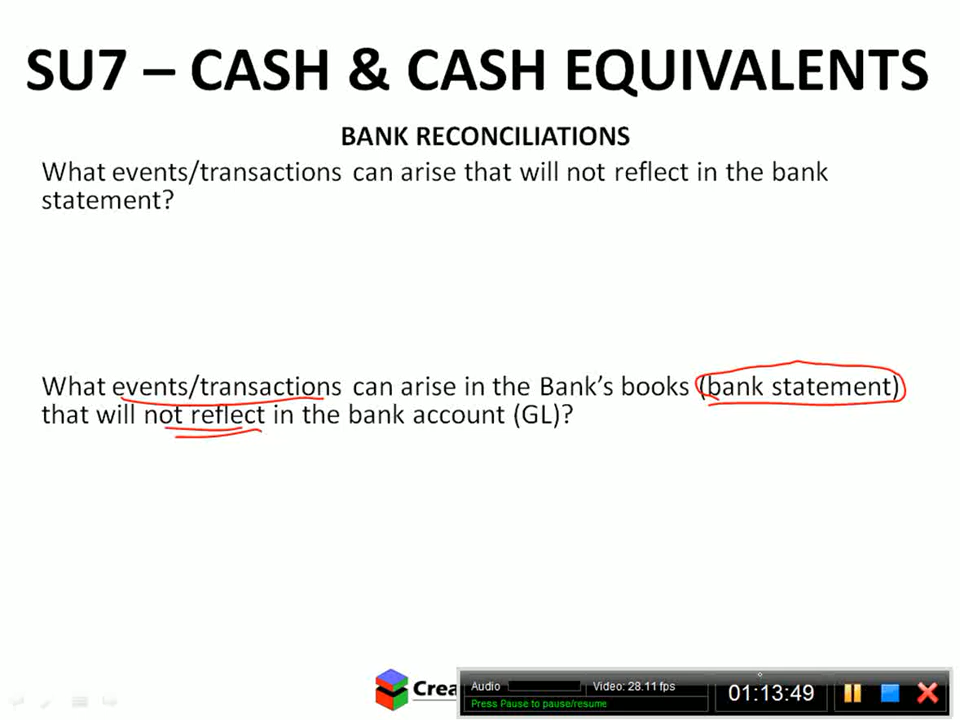 SU7 – CASH & CASH EQUIVALENTS
BANK RECONCILIATIONS
What events/transactions can arise that will not reflect in the bank
statement?
What events/transactions can arise in the Bank's books (bank statement)
that will not reflect in the bank account (GL)?
Crea
Audio
Video: 28.11 fps
Press Pause to pause/resume
01:13:49